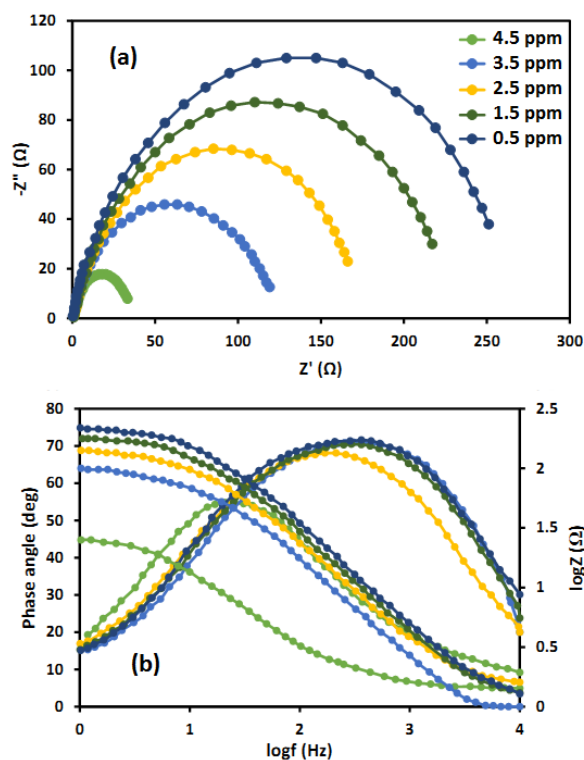 (a)
4.5 ppm
3.5 ppm
2.5 ppm
1.5 ppm
0.5 ppm
120
100
80
60
40
20
0
-Z" (Ω)
0 50 100 150 200 250 300
Z' (Ω)
80
70
60
50
40
30
20
10
0
Phase angle (deg)
2.5
2
1.5
1
0.5
0
logZ (Ω)
(b)
0 1 2 3 4
logf (Hz)